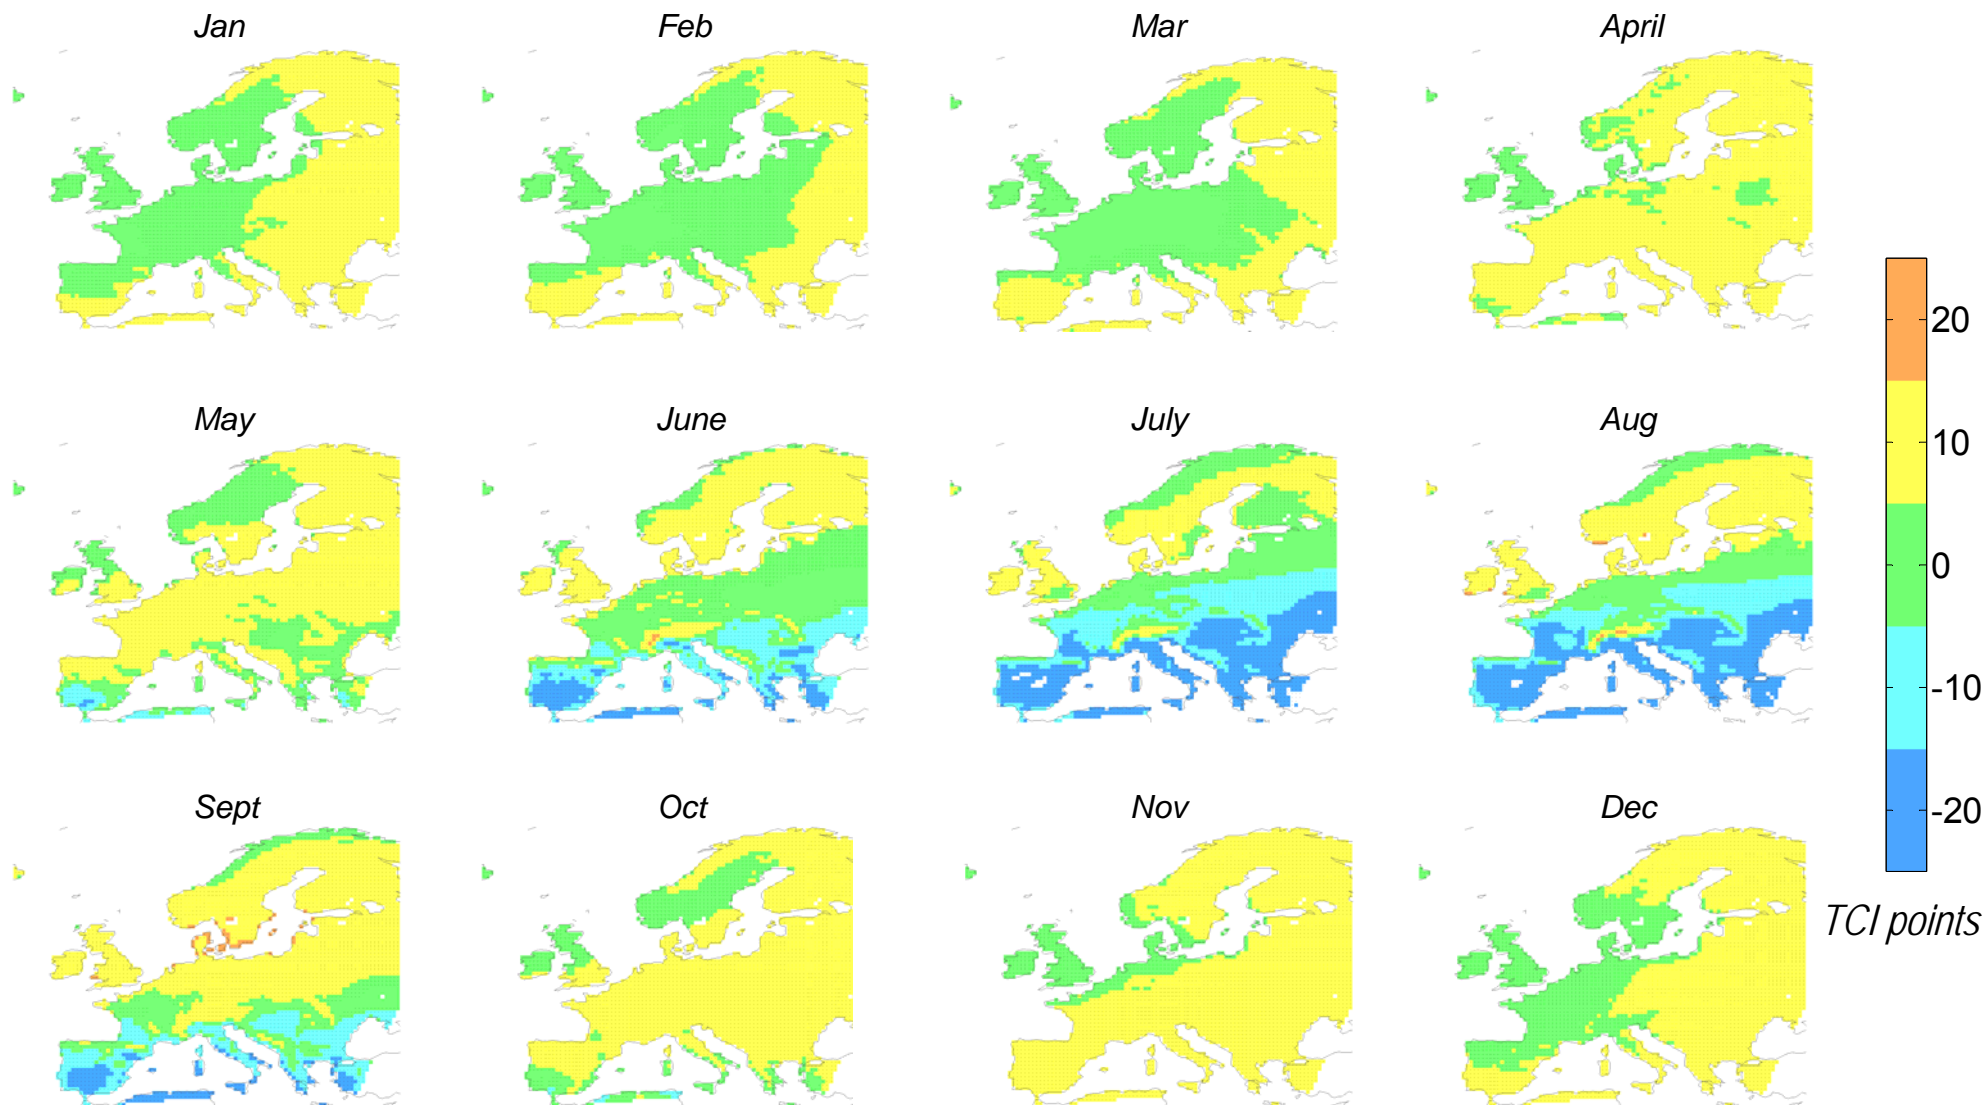 Jan
Feb
Mar
April
May
June
July
Aug
Sept
Oct
Nov
Dec
20
10
0
-10
-20
TCI points